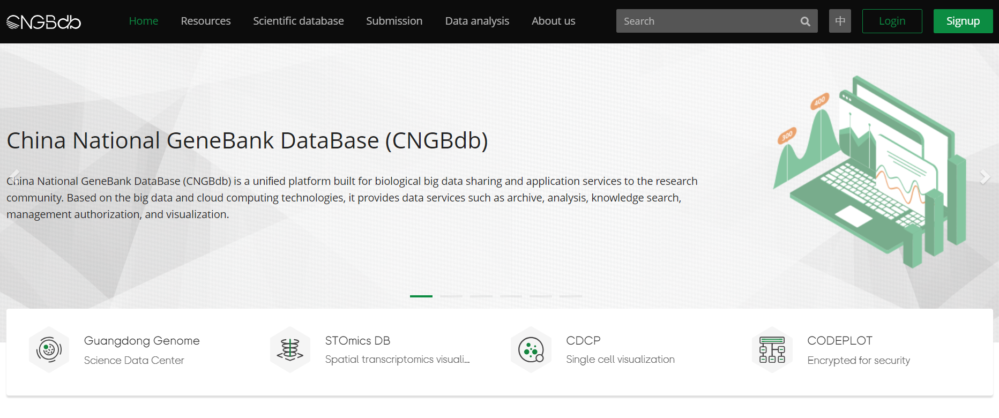 CNGBdb
Home Resources Scientific database Submission Data analysis About us Search 中 Login Signup
400
300
China National GeneBank DataBase (CNGBdb)
China National GeneBank DataBase (CNGBdb) is a unified platform built for biological big data sharing and application services to the research
community. Based on the big data and cloud computing technologies, it provides data services such as archive, analysis, knowledge search,
management authorization, and visualization.
Guangdong Genome
Science Data Center
STOmics DB
Spatial transcriptomics visuali...
CDCP
Single cell visualization
CODEPLOT
Encrypted for security